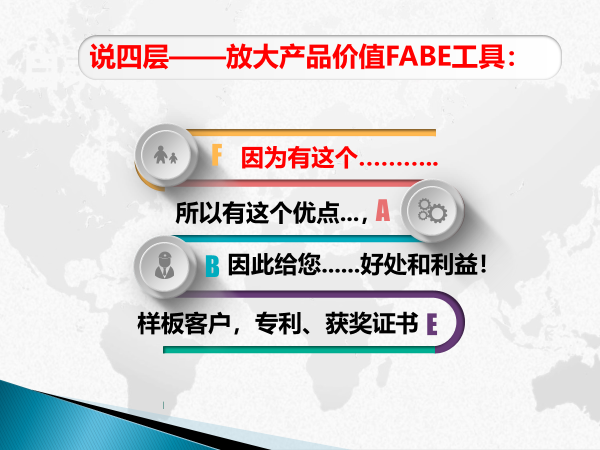 说四层——放大产品价值FABE工具：
F 因为有这个………..
所以有这个优点…, A
B 因此给您......好处和利益！
样板客户，专利、获奖证书 E